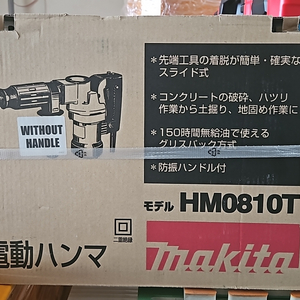 *先端工具の着脱が簡単・確実な
スライド式
*コンクリートの破砕、ハツリ
作業から土掘り、地固め作業に
*150時間無給油で使える
グリスパック方式
*防振ハンドル付
WITHOUT
HANDLE
モデル HM0810T
電動ハンマ
二重絶縁
makita